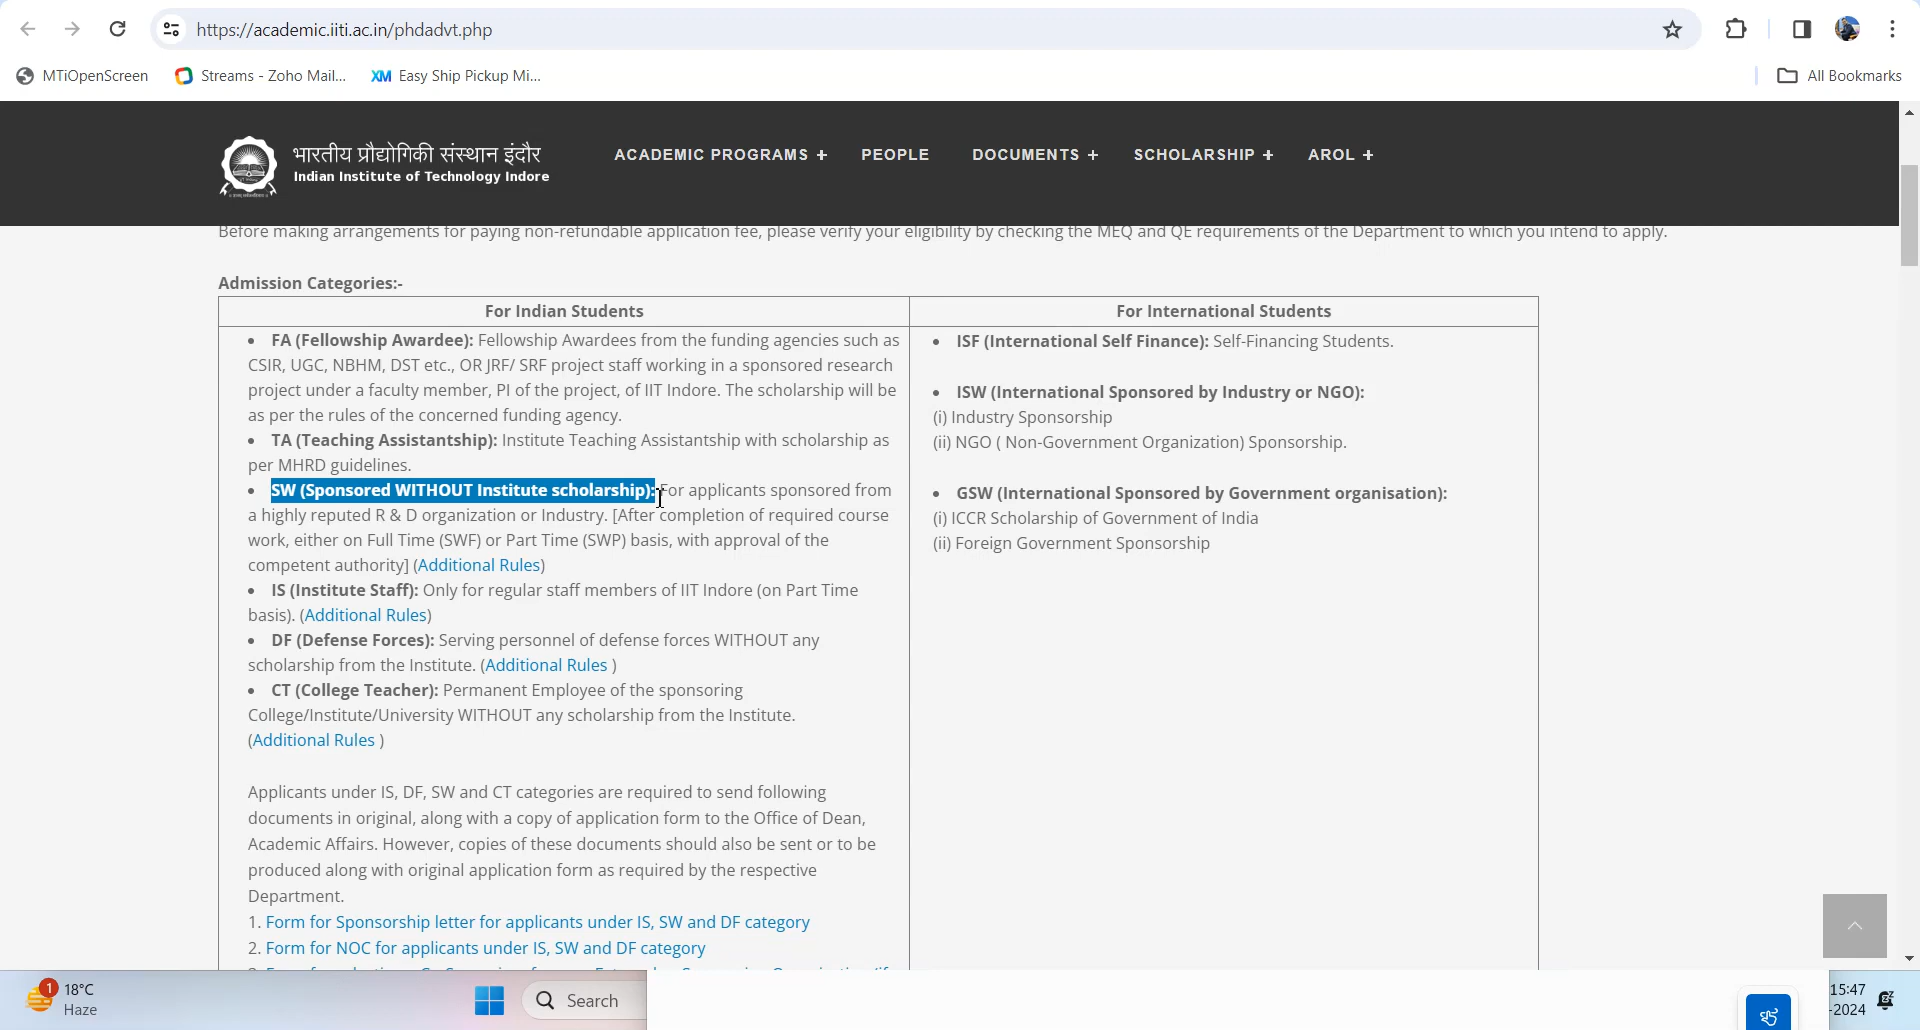 https://academic.iiti.ac.in/phdadvt.php
MTiOpenScreen
Streams - Zoho Mail...
XM Easy Ship Pickup Mi...
All Bookmarks
भारतीय प्रौद्योगिकी संस्थान इंदौर
Indian Institute of Technology Indore
ACADEMIC PROGRAMS +
PEOPLE
DOCUMENTS +
SCHOLARSHIP +
AROL +
Before making arrangements for paying non-refundable application fee, please verify your eligibility by checking the MEQ and QE requirements of the Department to which you intend to apply.
Admission Categories:-
For Indian Students
• FA (Fellowship Awardee): Fellowship Awardees from the funding agencies such as
CSIR, UGC, NBHM, DST etc., OR JRF/ SRF project staff working in a sponsored research
project under a faculty member, PI of the project, of IIT Indore. The scholarship will be
as per the rules of the concerned funding agency.
• TA (Teaching Assistantship): Institute Teaching Assistantship with scholarship as
per MHRD guidelines.
• SW (Sponsored WITHOUT Institute scholarship): For applicants sponsored from
a highly reputed R & D organization or Industry. [After completion of required course
work, either on Full Time (SWF) or Part Time (SWP) basis, with approval of the
competent authority] (Additional Rules)
• IS (Institute Staff): Only for regular staff members of IIT Indore (on Part Time
basis). (Additional Rules)
• DF (Defense Forces): Serving personnel of defense forces WITHOUT any
scholarship from the Institute. (Additional Rules )
• CT (College Teacher): Permanent Employee of the sponsoring
College/Institute/University WITHOUT any scholarship from the Institute.
(Additional Rules )
Applicants under IS, DF, SW and CT categories are required to send following
documents in original, along with a copy of application form to the Office of Dean,
Academic Affairs. However, copies of these documents should also be sent or to be
produced along with original application form as required by the respective
Department.
1. Form for Sponsorship letter for applicants under IS, SW and DF category
2. Form for NOC for applicants under IS, SW and DF category
For International Students
• ISF (International Self Finance): Self-Financing Students.
• ISW (International Sponsored by Industry or NGO):
(i) Industry Sponsorship
(ii) NGO ( Non-Government Organization) Sponsorship.
• GSW (International Sponsored by Government organisation):
(i) ICCR Scholarship of Government of India
(ii) Foreign Government Sponsorship
1
18°C
Haze
Search
15:47
-2024